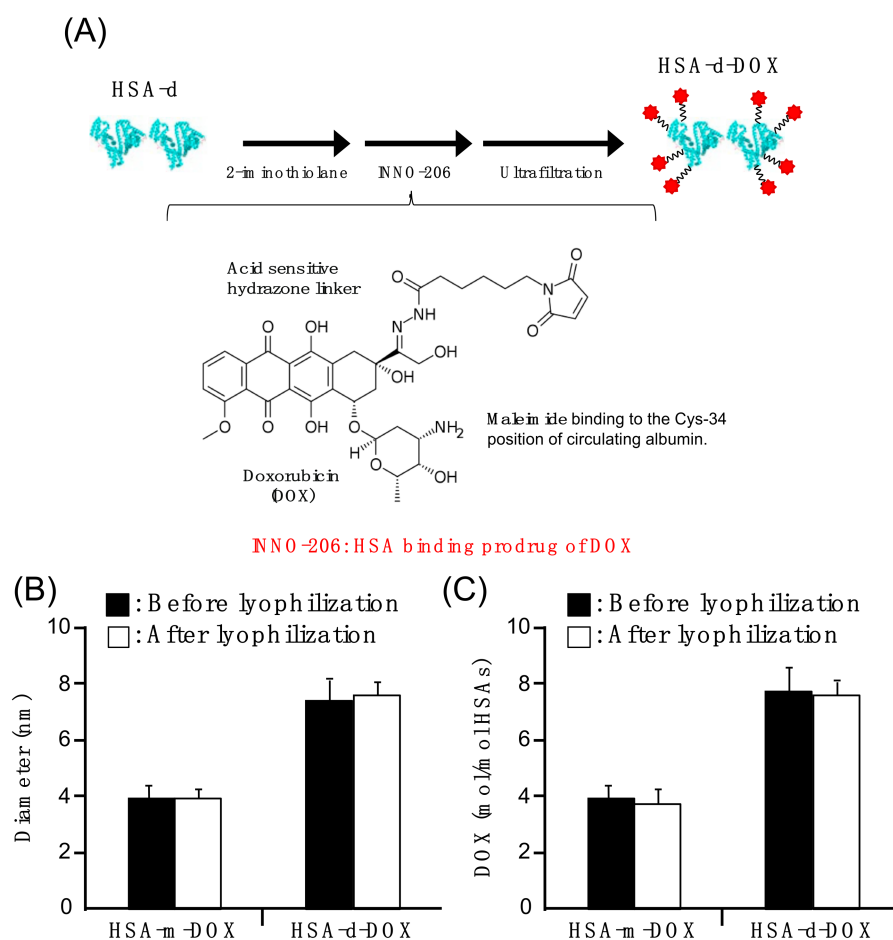 (A)
HSA-d
HSA-d-DOX
2-iminothiolane
INNO-206
Ultrafiltration
Acid sensitive
hydrazone linker
O
O
N
O
N
NH
O
OH
OH
OH
O
OH
O
O
OH
NH2
H
O
OH
Maleimide binding to the Cys-34
position of circulating albumin.
Doxorubicin
(DOX)
INNO-206: HSA binding prodrug of DOX
(B)
: Before lyophilization
: After lyophilization
10
8
6
4
2
0
Diameter (nm)
HSA-m-DOX
HSA-d-DOX
(C)
: Before lyophilization
: After lyophilization
10
8
6
4
2
0
DOX (mol/mol HSAs)
HSA-m-DOX
HSA-d-DOX